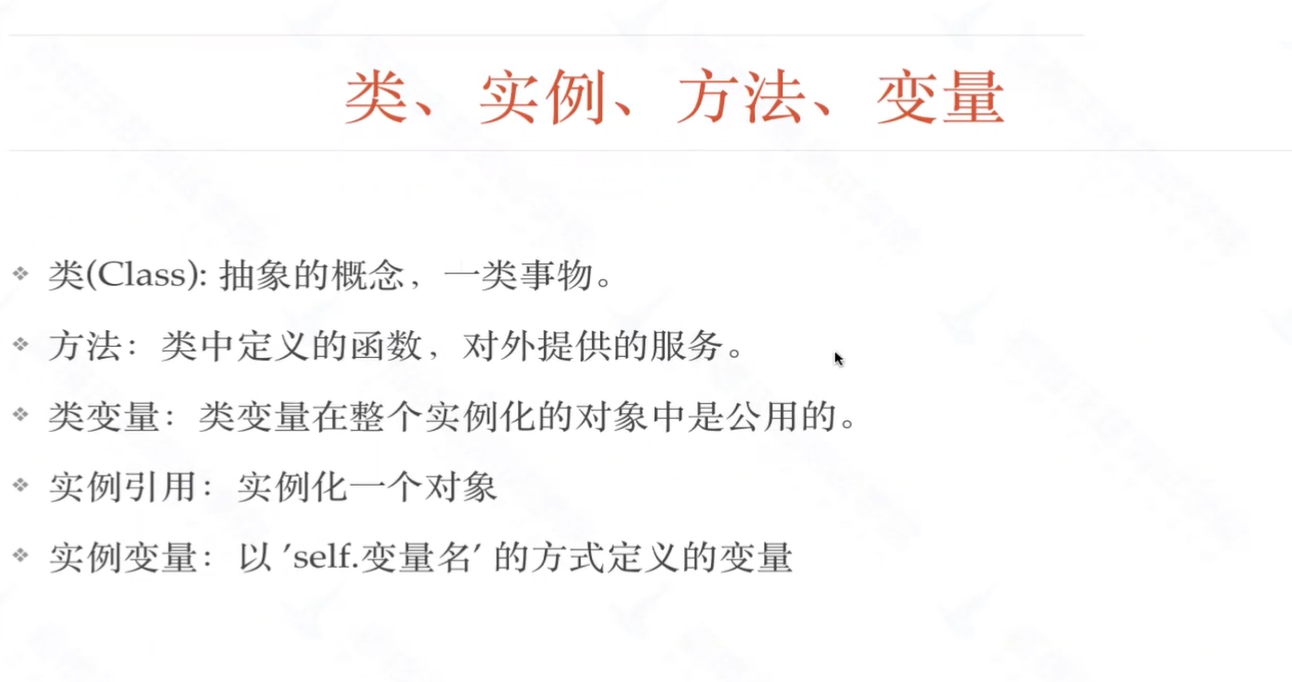 类、实例、方法、变量
类(Class): 抽象的概念，一类事物。
方法：类中定义的函数，对外提供的服务。
类变量：类变量在整个实例化的对象中是公用的。
实例引用：实例化一个对象
实例变量：以 ’self.变量名’ 的方式定义的变量